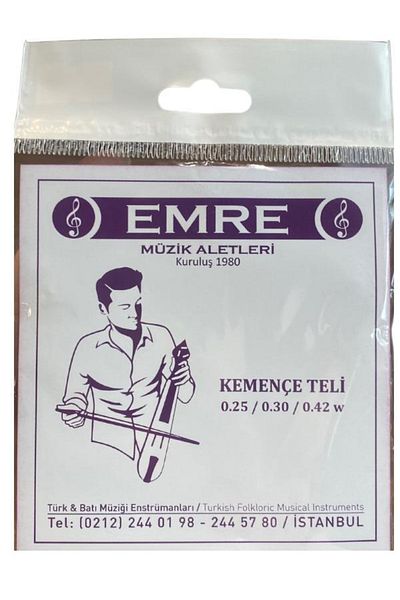 EMRE
MÜZİK ALETLERİ
Kuruluş 1980
KEMENÇE TELİ
0.25 / 0.30 / 0.42 w
Türk & Batı Müziği Enstrümanları / Turkish Folkloric Musical Instruments
Tel: (0212) 244 01 98 - 244 57 80 / İSTANBUL